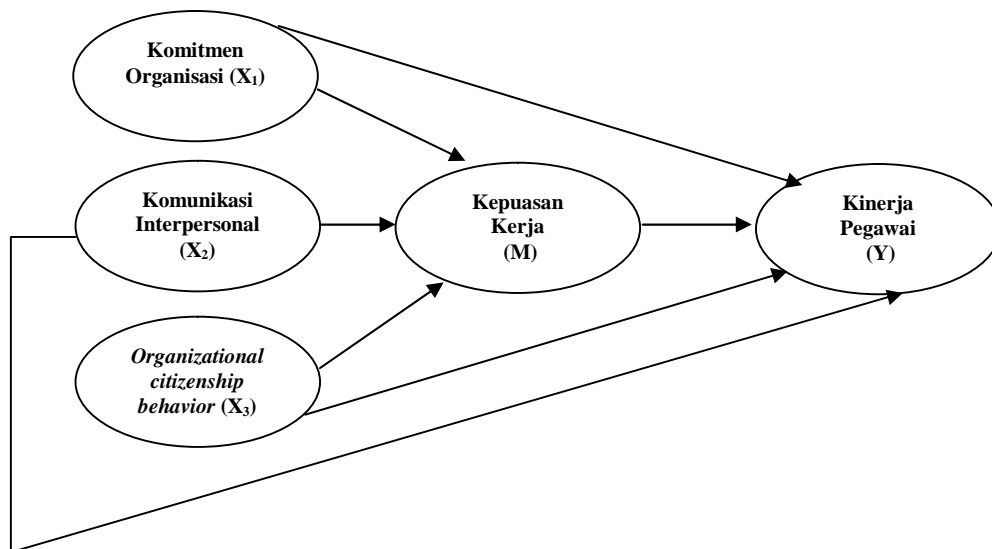 Komitmen
Organisasi (X₁)
Komunikasi
Interpersonal
(X₂)
Organizational
citizenship
behavior (X₃)
Kepuasan
Kerja
(M)
Kinerja
Pegawai
(Y)